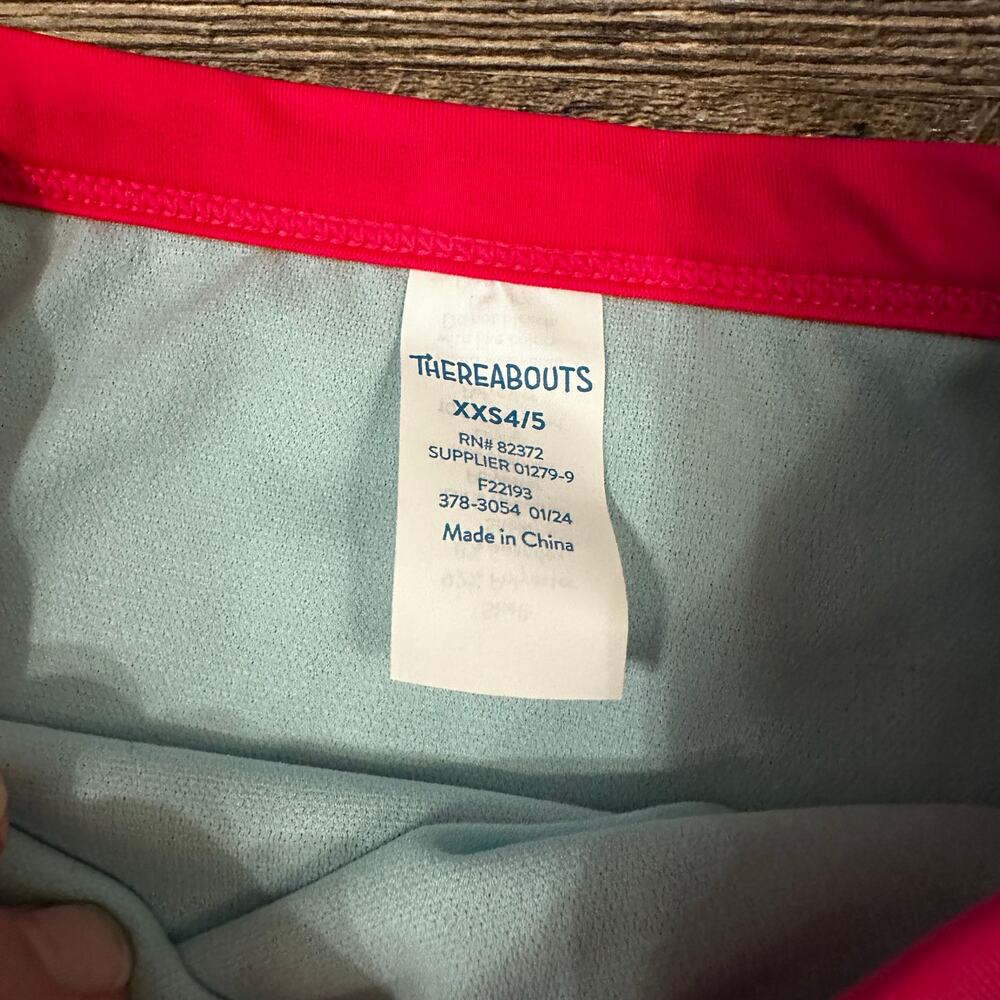 THEREABOUTS
XXS4/5
RN# 82372
SUPPLIER 01279-9
F22193
378-3054 01/24
Made in China